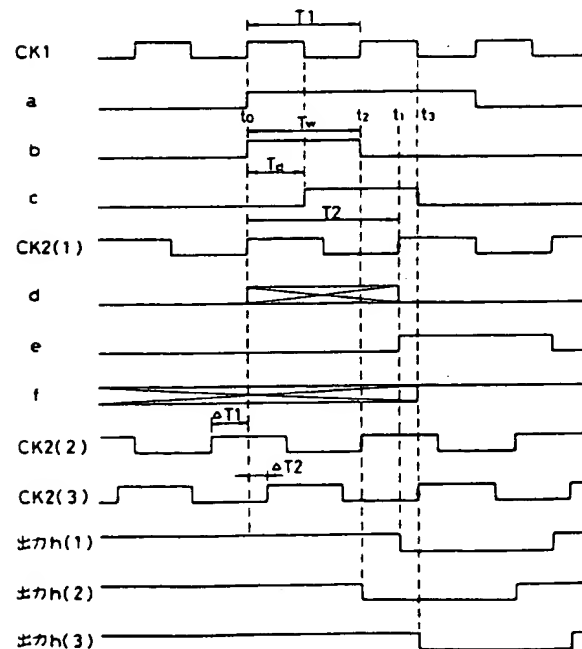 T1
CK1
a
t0 Tw t2 t1 t3
b
Td
c
T2
CK2(1)
d
e
f
ΔT1
CK2(2)
ΔT2
CK2(3)
出力h(1)
出力h(2)
出力h(3)